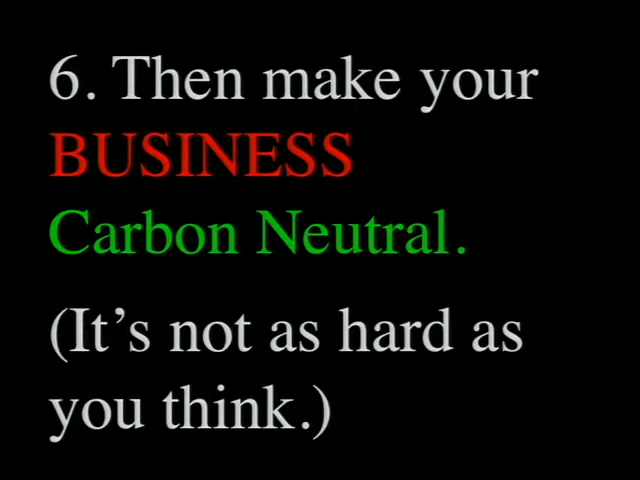 6. Then make your
BUSINESS
Carbon Neutral.
(It’s not as hard as
you think.)